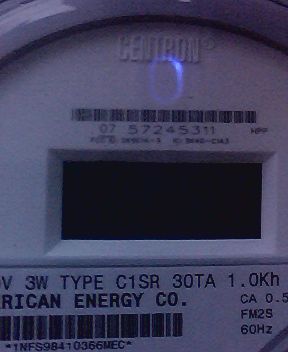 CENTRON®
07 57245311
V 3W TYPE C1SR 30TA 1.0Kh
RICAN ENERGY CO.
CA 0.5
FM2S
60Hz
*1NFS98410366MEC*